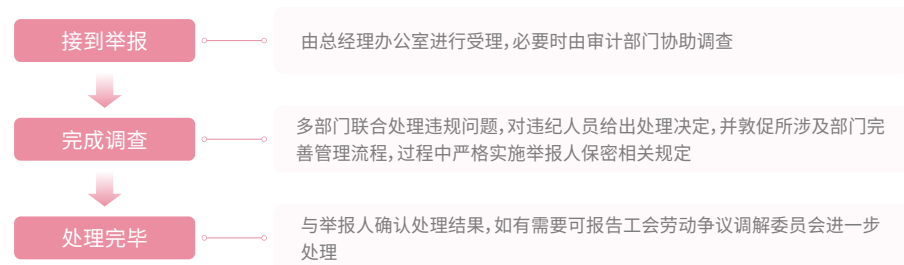 接到举报
由总经理办公室进行受理，必要时由审计部门协助调查
完成调查
多部门联合处理违规问题，对违纪人员给出处理决定，并敦促所涉及部门完
善管理流程，过程中严格实施举报人保密相关规定
处理完毕
与举报人确认处理结果，如有需要可报告工会劳动争议调解委员会进一步
处理